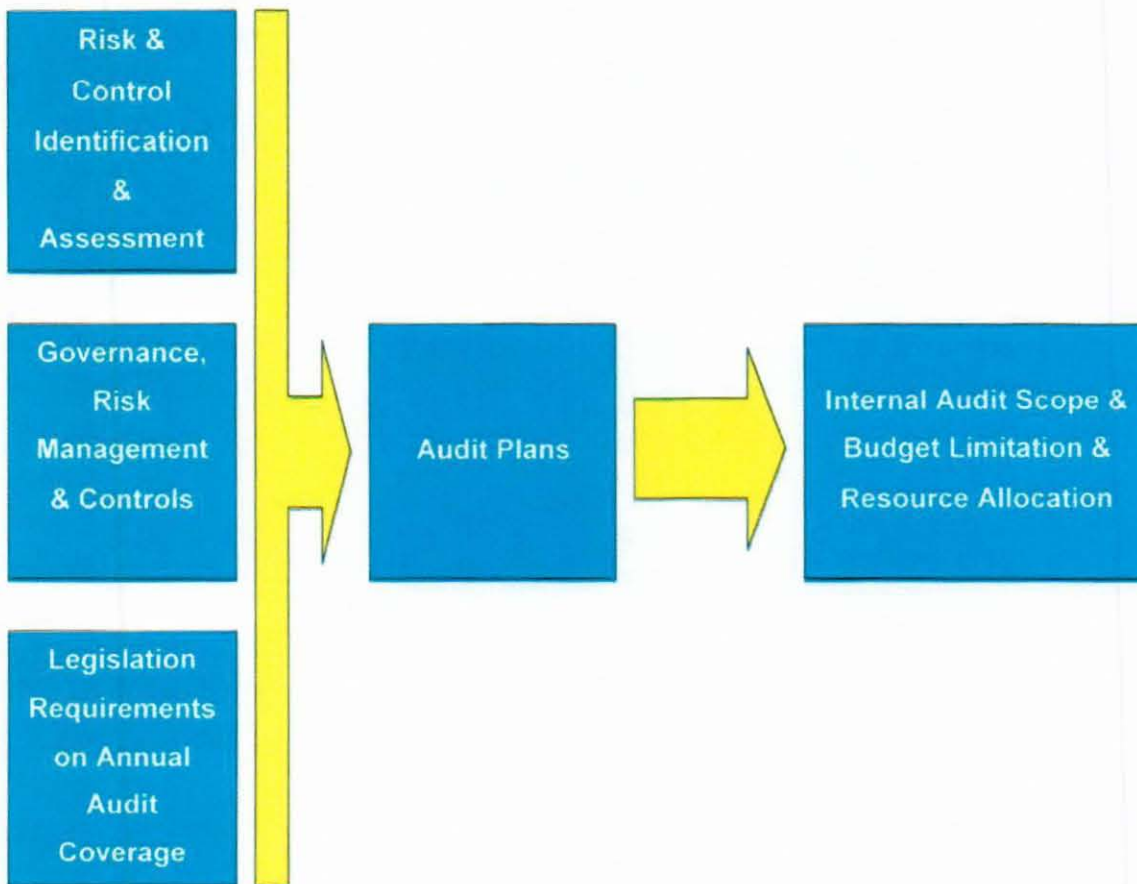 Risk &
Control
Identification
&
Assessment
Governance,
Risk
Management
& Controls
Legislation
Requirements
on Annual
Audit
Coverage
Audit Plans
Internal Audit Scope &
Budget Limitation &
Resource Allocation